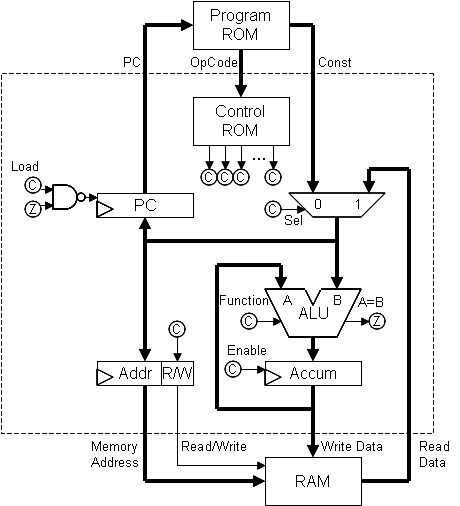 Program
ROM
PC
OpCode
Const
Control
ROM
...
C C C C
Load
C
Z
PC
C
Sel
0 1
Function
A B
A=B
ALU
C
Z
C
Enable
C
Addr R/W
Accum
Memory
Address
Read/Write
Write Data
Read
Data
RAM